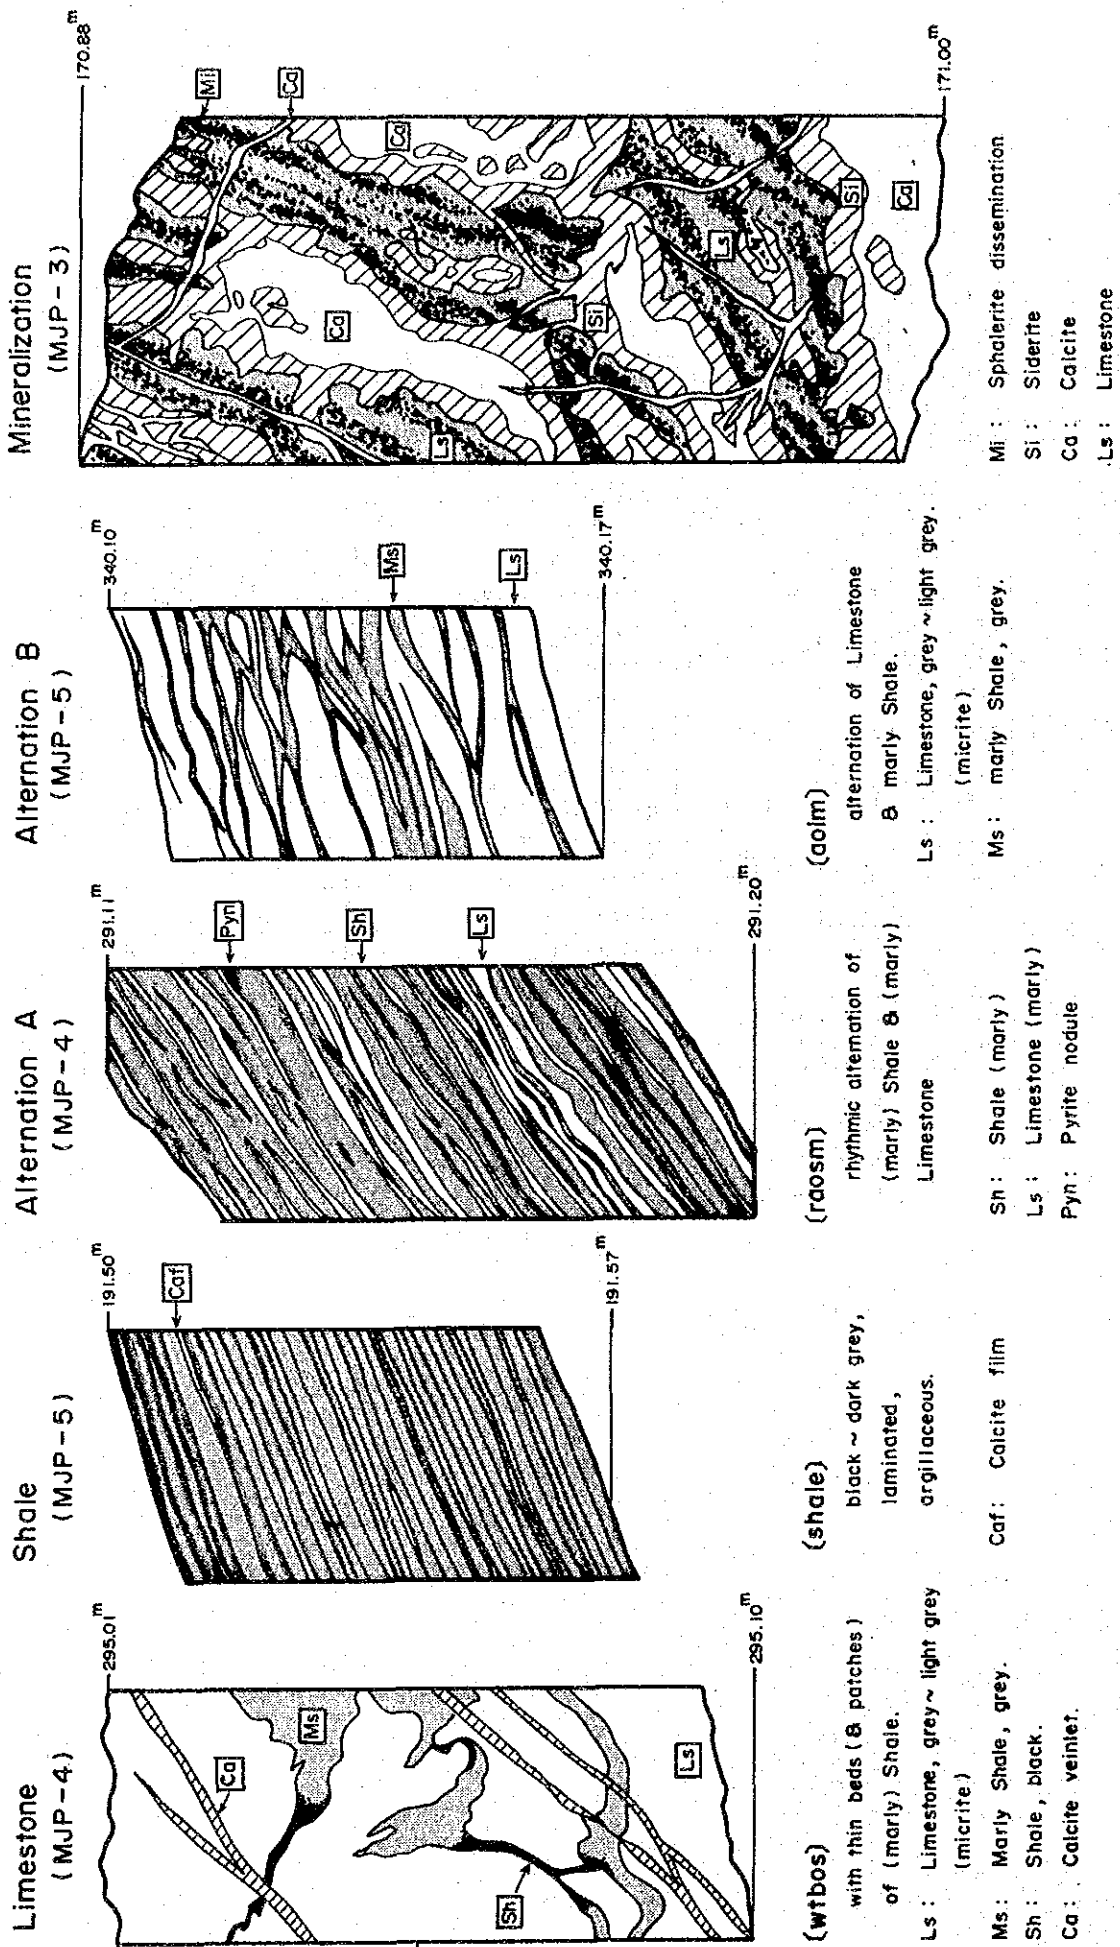 Limestone
(MJP-4)
295.01m
Ca
Ms
Sh
Ls
295.10m
(wtbos)
with thin beds (& patches)
of (marly) Shale.
Ls : Limestone, grey ~ light grey
(micrite)
Ms : Marly Shale, grey.
Sh : Shale, black.
Ca : Calcite veinlet.
Shale
(MJP-5)
191.50m
Caf
191.57m
(shale)
black ~ dark grey,
laminated,
argillaceous.
Caf : Calcite film
Alternation A
(MJP-4)
291.11m
Pyn
Sh
Ls
291.20m
(raosm)
rhythmic alternation of
(marly) Shale & (marly)
Limestone
Sh : Shale (marly)
Ls : Limestone (marly)
Pyn : Pyrite nodule
Alternation B
(MJP-5)
340.10m
Ms
Ls
340.17m
(aolm)
alternation of Limestone
& marly Shale.
Ls : Limestone, grey ~ light grey.
(micrite)
Ms : marly Shale, grey.
Mineralization
(MJP-3)
170.88m
Mi
Ca
Ca
Ca
Ls
Si
Ls
Si
Ca
171.00m
Mi : Sphalerite dissemination
Si : Siderite
Ca : Calcite
Ls : Limestone